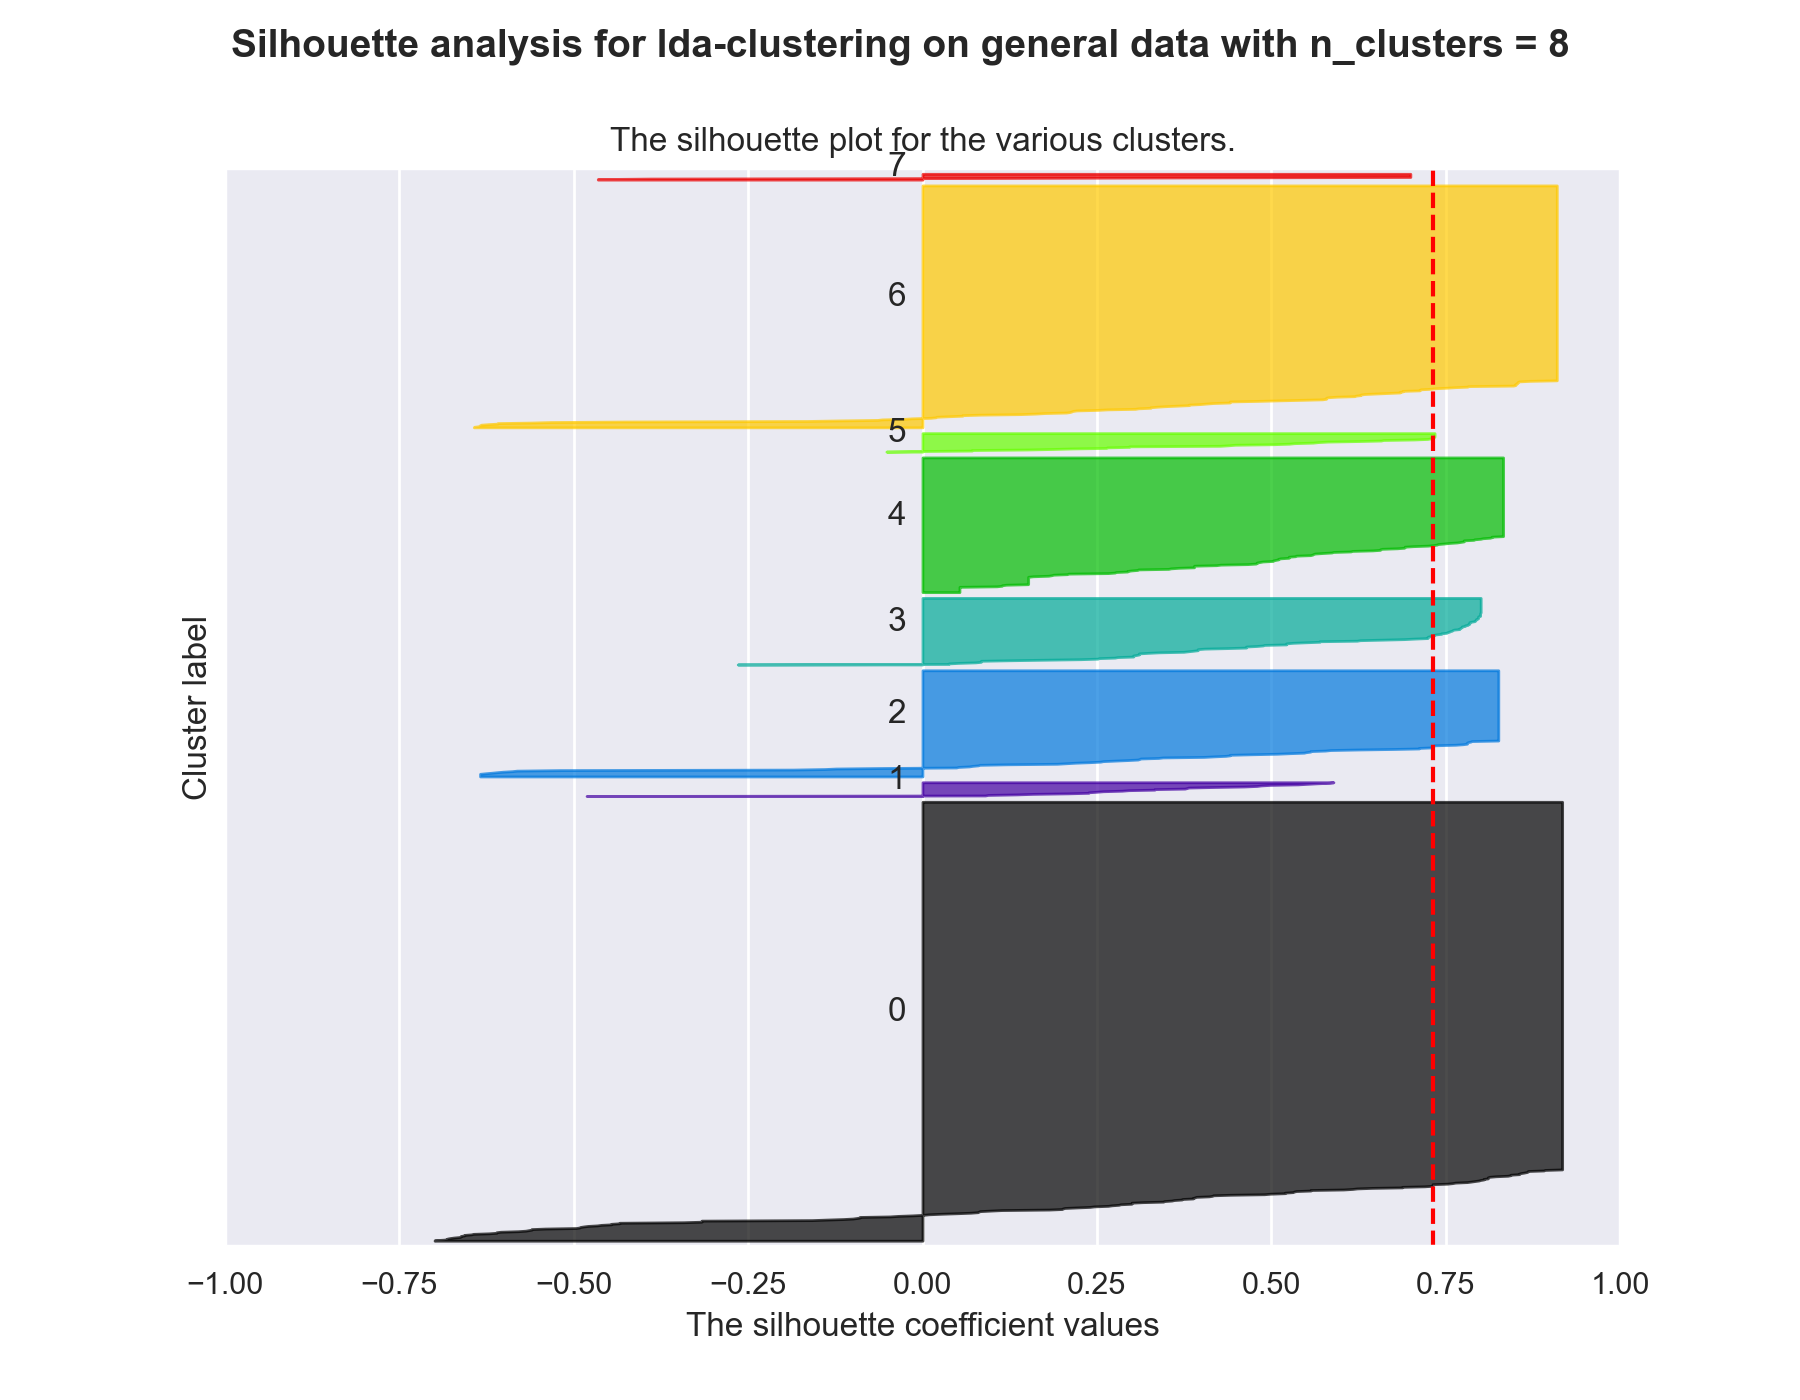 Silhouette analysis for lda-clustering on general data with n_clusters = 8
The silhouette plot for the various clusters.
7
6
5
4
3
2
1
0
Cluster label
−1.00 −0.75 −0.50 −0.25 0.00 0.25 0.50 0.75 1.00
The silhouette coefficient values